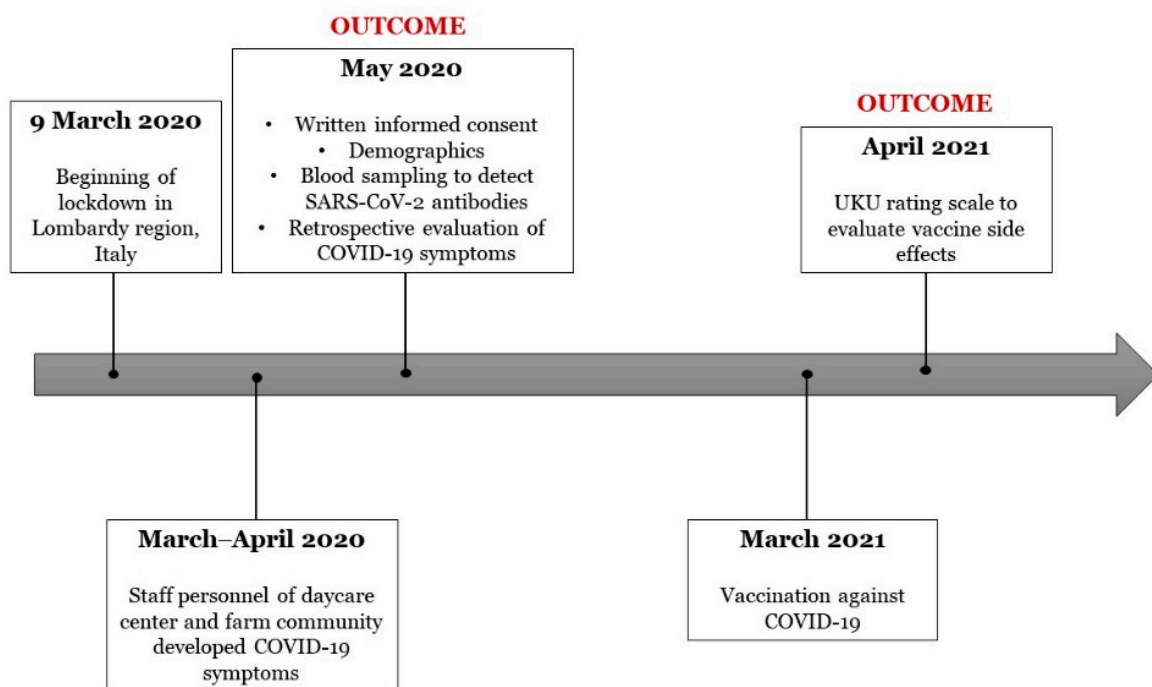 OUTCOME
May 2020
• Written informed consent
• Demographics
• Blood sampling to detect
SARS-CoV-2 antibodies
• Retrospective evaluation of
COVID-19 symptoms
9 March 2020
Beginning of
lockdown in
Lombardy region,
Italy
OUTCOME
April 2021
UKU rating scale to
evaluate vaccine side
effects
March–April 2020
Staff personnel of daycare
center and farm community
developed COVID-19
symptoms
March 2021
Vaccination against
COVID-19